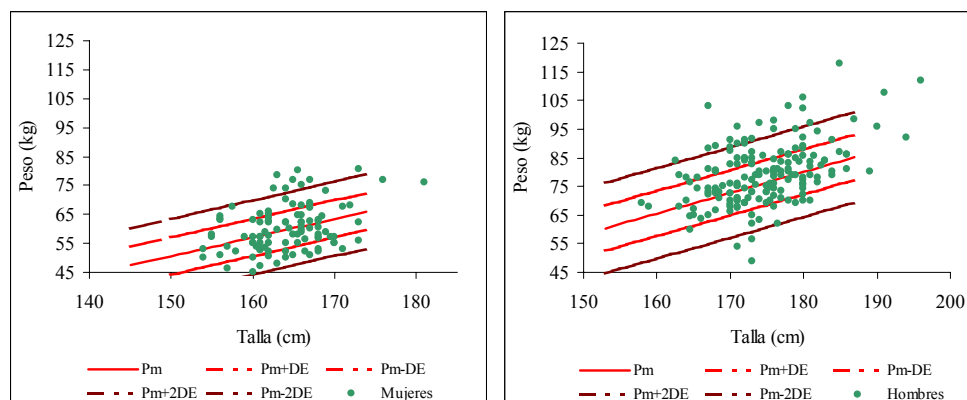 125
115
105
95
85
75
65
55
45
Peso (kg)
140 150 160 170 180
Talla (cm)
Pm Pm+DE Pm-DE
Pm+2DE Pm-2DE Mujeres
125
115
105
95
85
75
65
55
45
Peso (kg)
150 160 170 180 190 200
Talla (cm)
Pm Pm+DE Pm-DE
Pm+2DE Pm-2DE Hombres